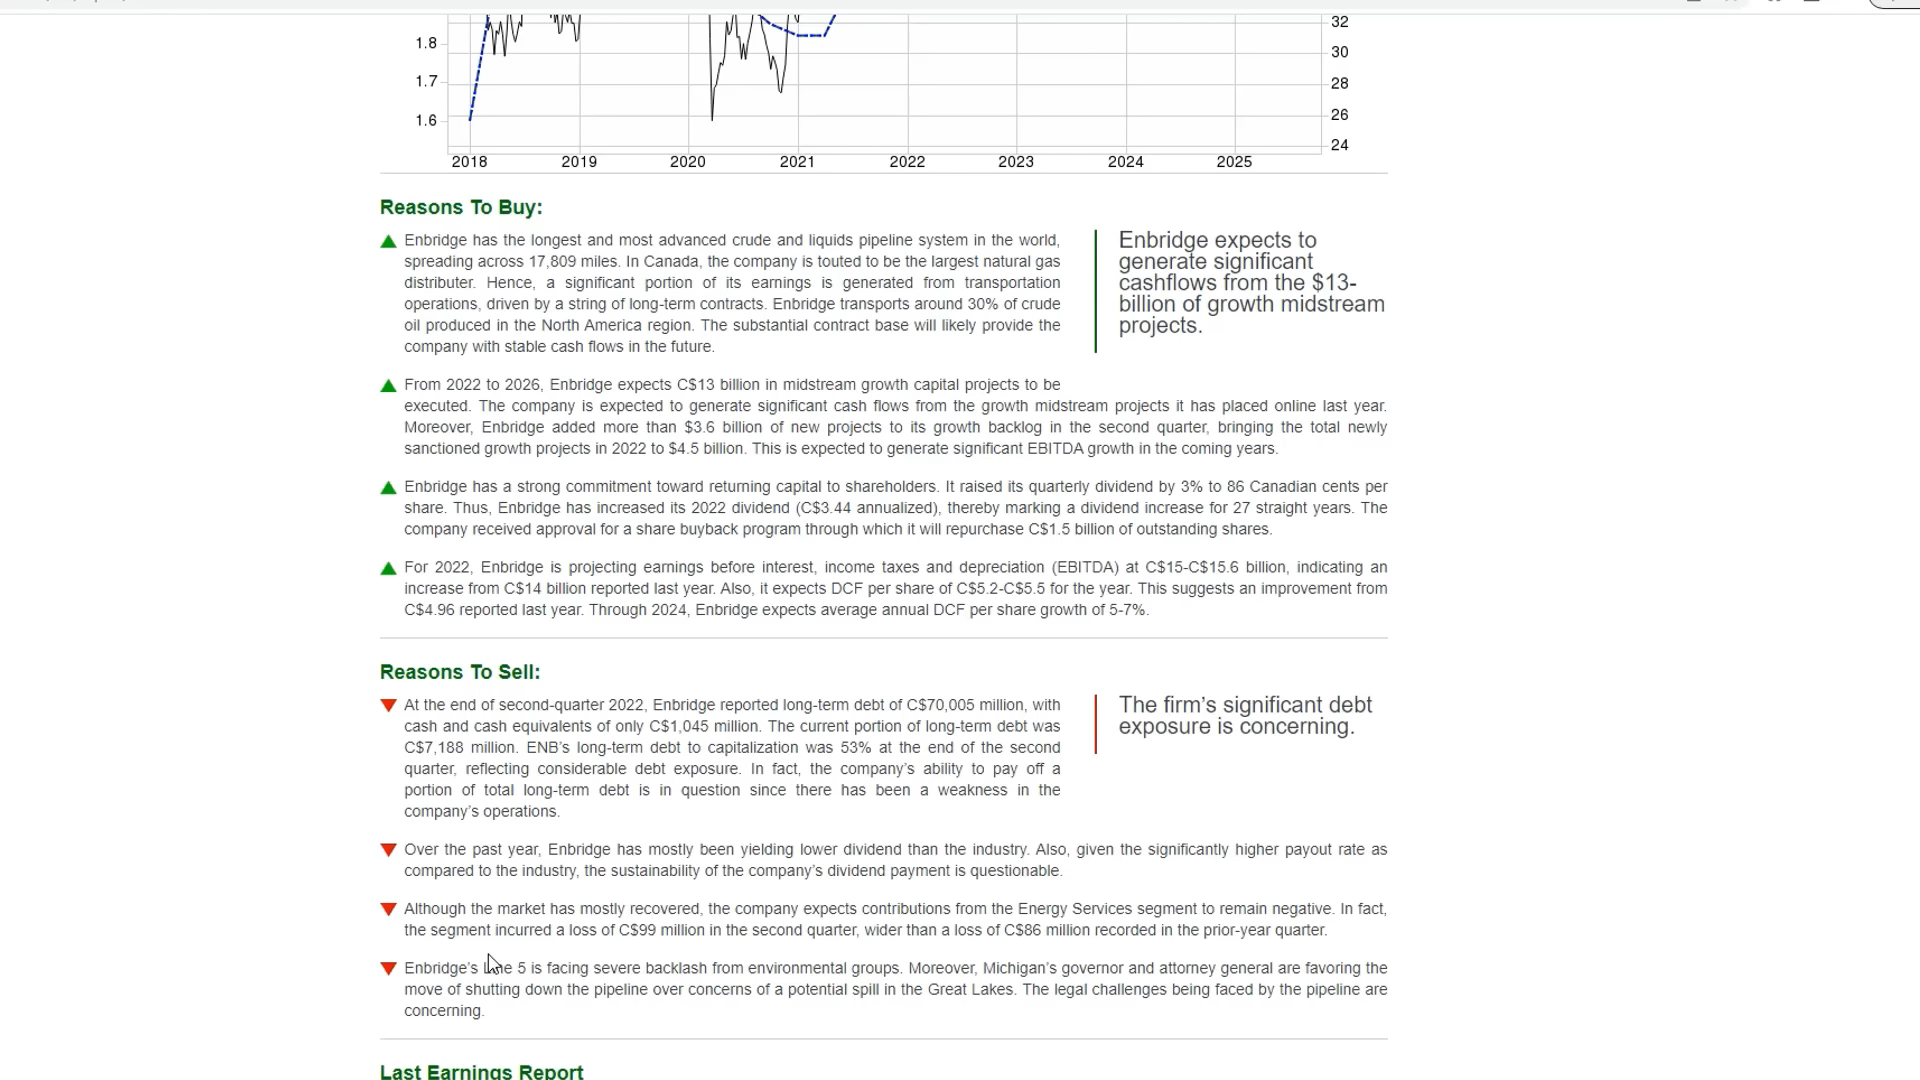 1.8
1.7
1.6
32
30
28
26
24
2018 2019 2020 2021 2022 2023 2024 2025
Reasons To Buy:
Enbridge has the longest and most advanced crude and liquids pipeline system in the world,
spreading across 17,809 miles. In Canada, the company is touted to be the largest natural gas
distributer. Hence, a significant portion of its earnings is generated from transportation
operations, driven by a string of long-term contracts. Enbridge transports around 30% of crude
oil produced in the North America region. The substantial contract base will likely provide the
company with stable cash flows in the future.
Enbridge expects to
generate significant
cashflows from the $13-
billion of growth midstream
projects.
From 2022 to 2026, Enbridge expects C$13 billion in midstream growth capital projects to be
executed. The company is expected to generate significant cash flows from the growth midstream projects it has placed online last year.
Moreover, Enbridge added more than $3.6 billion of new projects to its growth backlog in the second quarter, bringing the total newly
sanctioned growth projects in 2022 to $4.5 billion. This is expected to generate significant EBITDA growth in the coming years.
Enbridge has a strong commitment toward returning capital to shareholders. It raised its quarterly dividend by 3% to 86 Canadian cents per
share. Thus, Enbridge has increased its 2022 dividend (C$3.44 annualized), thereby marking a dividend increase for 27 straight years. The
company received approval for a share buyback program through which it will repurchase C$1.5 billion of outstanding shares.
For 2022, Enbridge is projecting earnings before interest, income taxes and depreciation (EBITDA) at C$15-C$15.6 billion, indicating an
increase from C$14 billion reported last year. Also, it expects DCF per share of C$5.2-C$5.5 for the year. This suggests an improvement from
C$4.96 reported last year. Through 2024, Enbridge expects average annual DCF per share growth of 5-7%.
Reasons To Sell:
At the end of second-quarter 2022, Enbridge reported long-term debt of C$70,005 million, with
cash and cash equivalents of only C$1,045 million. The current portion of long-term debt was
C$7,188 million. ENB’s long-term debt to capitalization was 53% at the end of the second
quarter, reflecting considerable debt exposure. In fact, the company’s ability to pay off a
portion of total long-term debt is in question since there has been a weakness in the
company’s operations.
The firm’s significant debt
exposure is concerning.
Over the past year, Enbridge has mostly been yielding lower dividend than the industry. Also, given the significantly higher payout rate as
compared to the industry, the sustainability of the company’s dividend payment is questionable.
Although the market has mostly recovered, the company expects contributions from the Energy Services segment to remain negative. In fact,
the segment incurred a loss of C$99 million in the second quarter, wider than a loss of C$86 million recorded in the prior-year quarter.
Enbridge’s Line 5 is facing severe backlash from environmental groups. Moreover, Michigan’s governor and attorney general are favoring the
move of shutting down the pipeline over concerns of a potential spill in the Great Lakes. The legal challenges being faced by the pipeline are
concerning.
Last Earnings Report